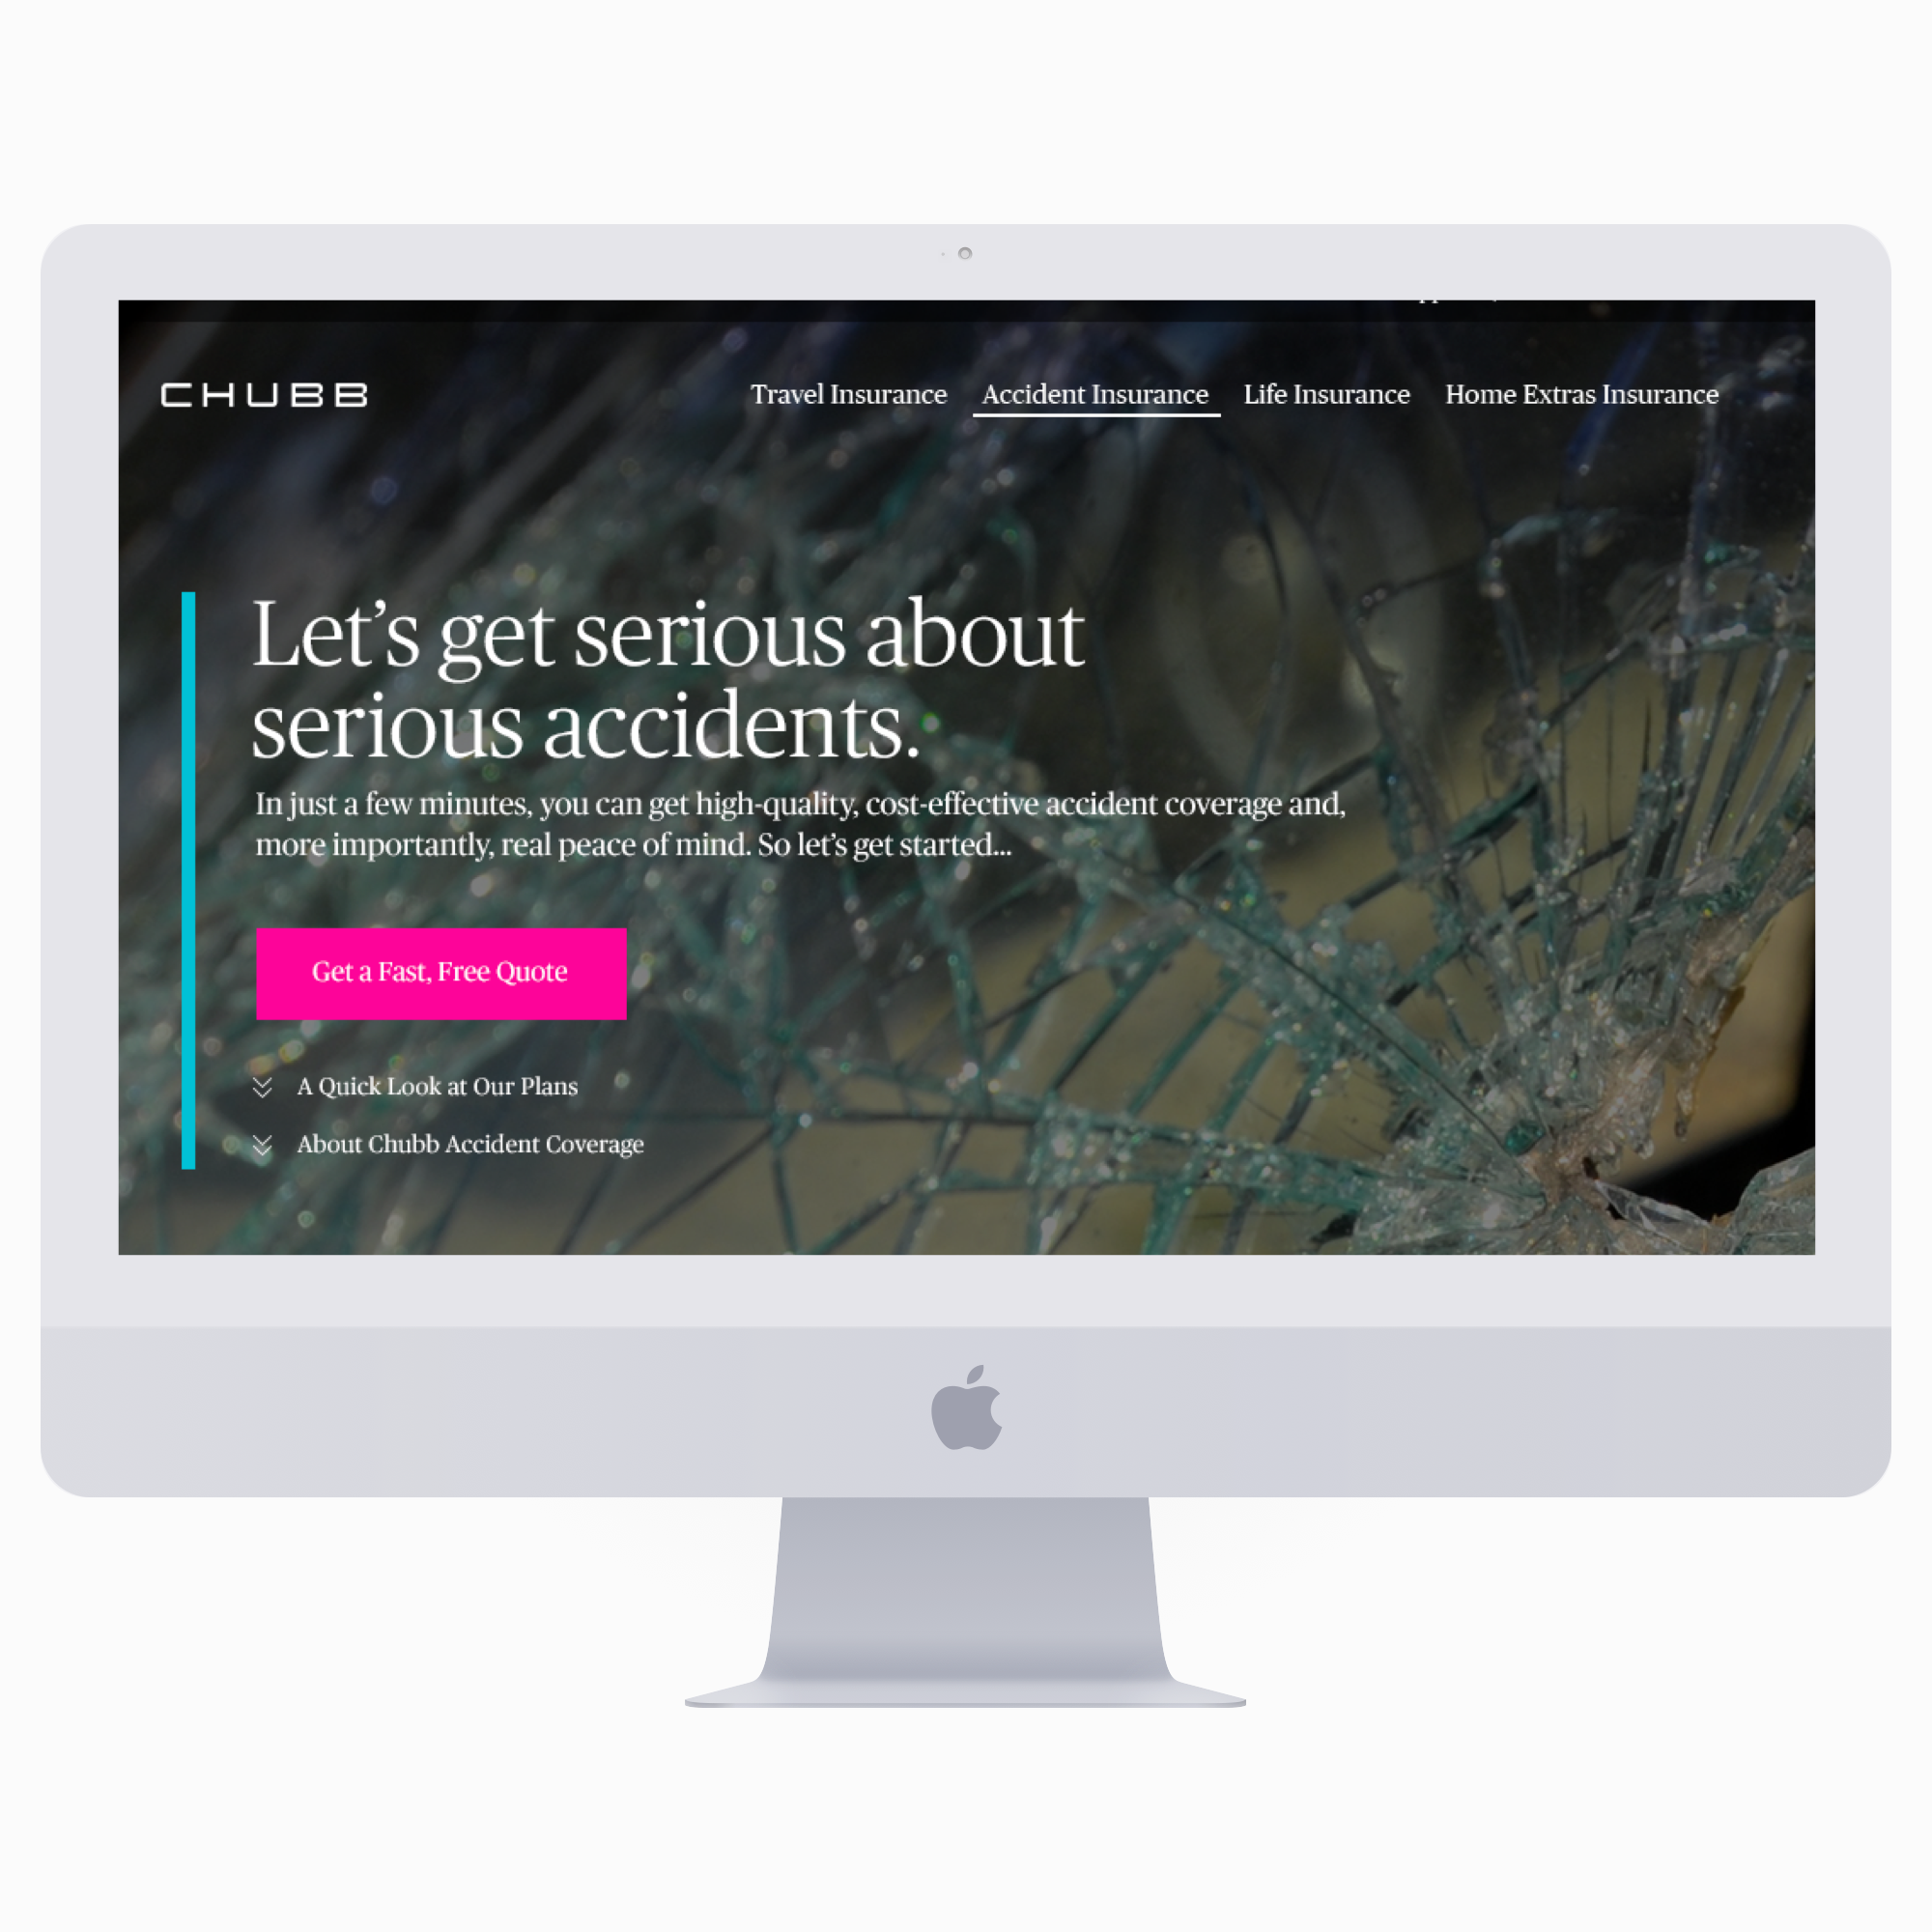 CHUBB
Travel Insurance Accident Insurance Life Insurance Home Extras Insurance
Let’s get serious about
serious accidents.
In just a few minutes, you can get high-quality, cost-effective accident coverage and,
more importantly, real peace of mind. So let’s get started...
Get a Fast, Free Quote
A Quick Look at Our Plans
About Chubb Accident Coverage